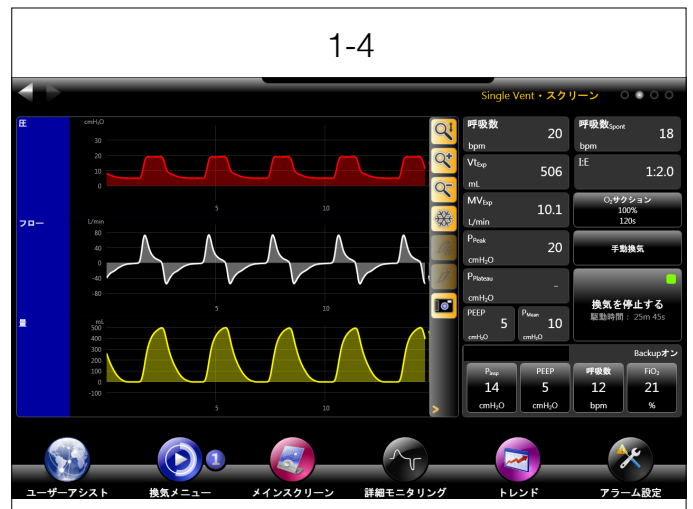 1-4
Single Vent・スクリーン
圧
cmH₂O
30
20
10
0
5
10
フロー
L/min
80
40
0
-40
-80
5
10
量
mL
500
400
300
200
100
0
-100
5
10
呼吸数
20
bpm
呼吸数Spont
18
bpm
VtExp
506
mL
I:E
1:2.0
MVExp
10.1
L/min
O₂サクション
100%
120s
PPeak
20
cmH₂O
手動換気
PPlateau
-
cmH₂O
換気を停止する
駆動時間: 25m 45s
PEEP
5
cmH₂O
PMean
10
cmH₂O
Backupオン
PInsp
14
cmH₂O
PEEP
5
cmH₂O
呼吸数
12
bpm
FiO₂
21
%
1
ユーザーアシスト
換気メニュー
メインスクリーン
詳細モニタリング
トレンド
アラーム設定